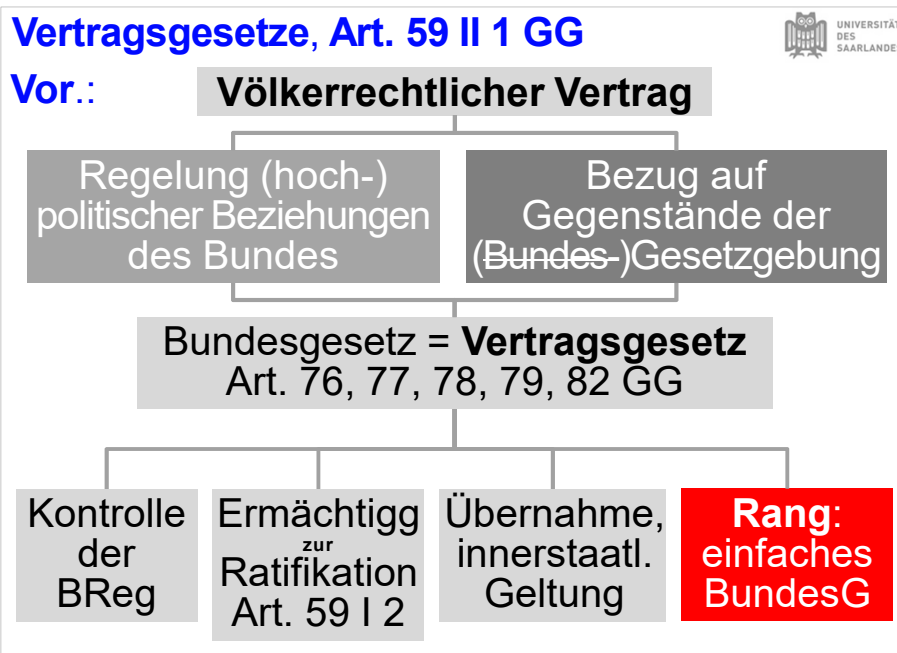 Vertragsgesetze, Art. 59 II 1 GG
UNIVERSITÄT
DES
SAARLANDES
Vor.:
Völkerrechtlicher Vertrag
Regelung (hoch-)
politischer Beziehungen
des Bundes
Bezug auf
Gegenstände der
(Bundes-)Gesetzgebung
Bundesgesetz = Vertragsgesetz
Art. 76, 77, 78, 79, 82 GG
Kontrolle
der
BReg
Ermächtigg
zur
Ratifikation
Art. 59 I 2
Übernahme,
innerstaatl.
Geltung
Rang:
einfaches
BundesG